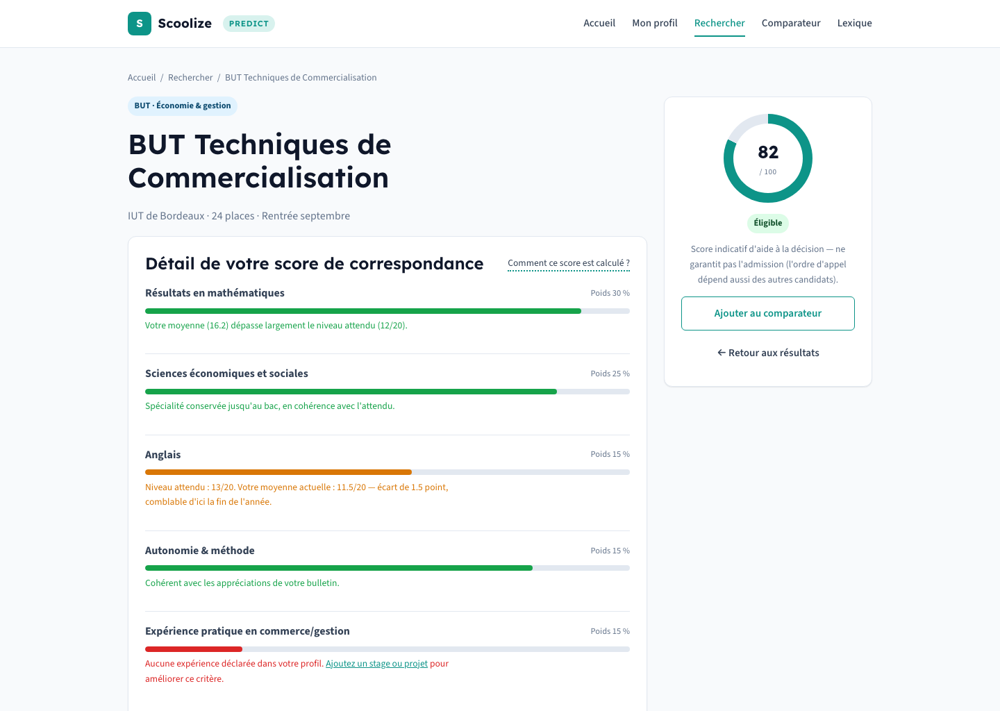 S Scoolize PREDICT Accueil Mon profil Rechercher Comparateur Lexique
Accueil / Rechercher / BUT Techniques de Commercialisation
BUT · Économie & gestion
BUT Techniques de
Commercialisation
IUT de Bordeaux · 24 places · Rentrée septembre
Détail de votre score de correspondance
Comment ce score est calculé ?
Résultats en mathématiques Poids 30 %
Votre moyenne (16.2) dépasse largement le niveau attendu (12/20).
Sciences économiques et sociales Poids 25 %
Spécialité conservée jusqu'au bac, en cohérence avec l'attendu.
Anglais Poids 15 %
Niveau attendu : 13/20. Votre moyenne actuelle : 11.5/20 — écart de 1.5 point,
comblable d'ici la fin de l'année.
Autonomie & méthode Poids 15 %
Cohérent avec les appréciations de votre bulletin.
Expérience pratique en commerce/gestion Poids 15 %
Aucune expérience déclarée dans votre profil. Ajoutez un stage ou projet pour
améliorer ce critère.
82
/ 100
Éligible
Score indicatif d'aide à la décision — ne
garantit pas l'admission (l'ordre d'appel
dépend aussi des autres candidats).
Ajouter au comparateur
← Retour aux résultats